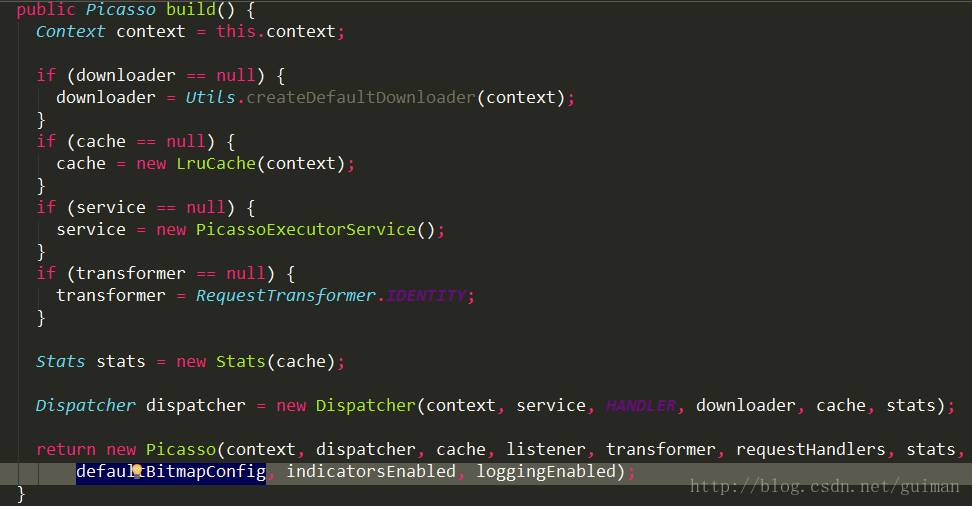 public Picasso build() {
Context context = this.context;
if (downloader == null) {
downloader = Utils.createDefaultDownloader(context);
}
if (cache == null) {
cache = new LruCache(context);
}
if (service == null) {
service = new PicassoExecutorService();
}
if (transformer == null) {
transformer = RequestTransformer.IDENTITY;
}
Stats stats = new Stats(cache);
Dispatcher dispatcher = new Dispatcher(context, service, HANDLER, downloader, cache, stats);
return new Picasso(context, dispatcher, cache, listener, transformer, requestHandlers, stats,
defaultBitmapConfig, indicatorsEnabled, loggingEnabled);
http://blog.csdn.net/guiman
}